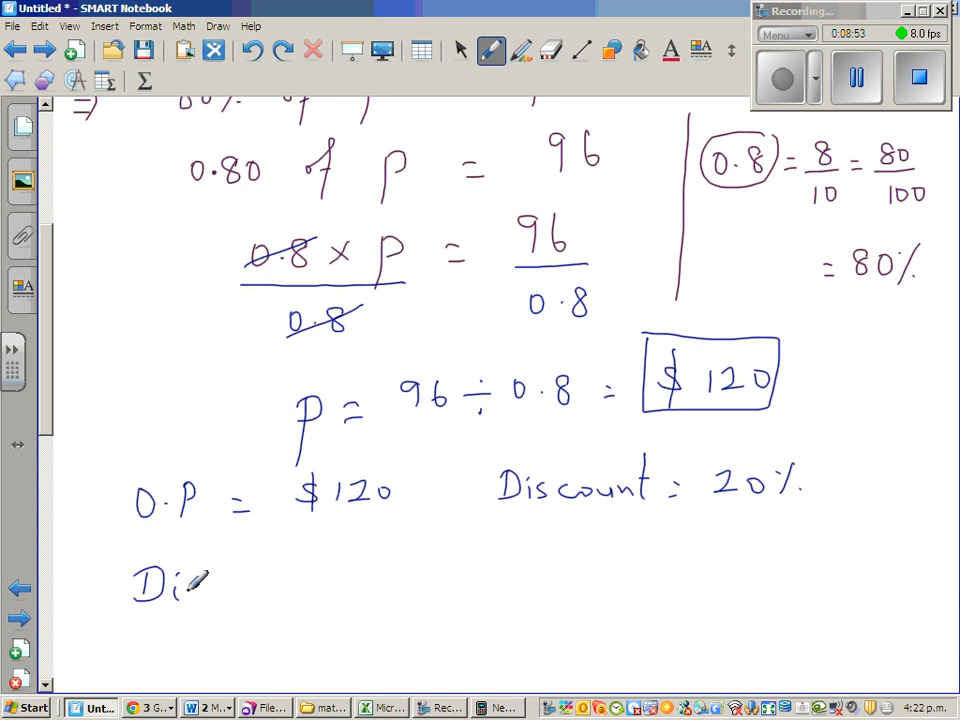 Untitled * - SMART Notebook
Recording...
File Edit View Insert Format Math Draw Help
Menu 0:08:53 8.0 fps
⇒ 80% of p =
0.80 of p = 96
0.8 = 8/10 = 80/100
0.8 × p / 0.8 = 96 / 0.8
= 80%
p = 96 ÷ 0.8 = $ 120
O.P = $120 Discount = 20%
Di
Start Unt... 3 G... 2 M... File... mat... Micr... Rec... Ne... 4:22 p.m.